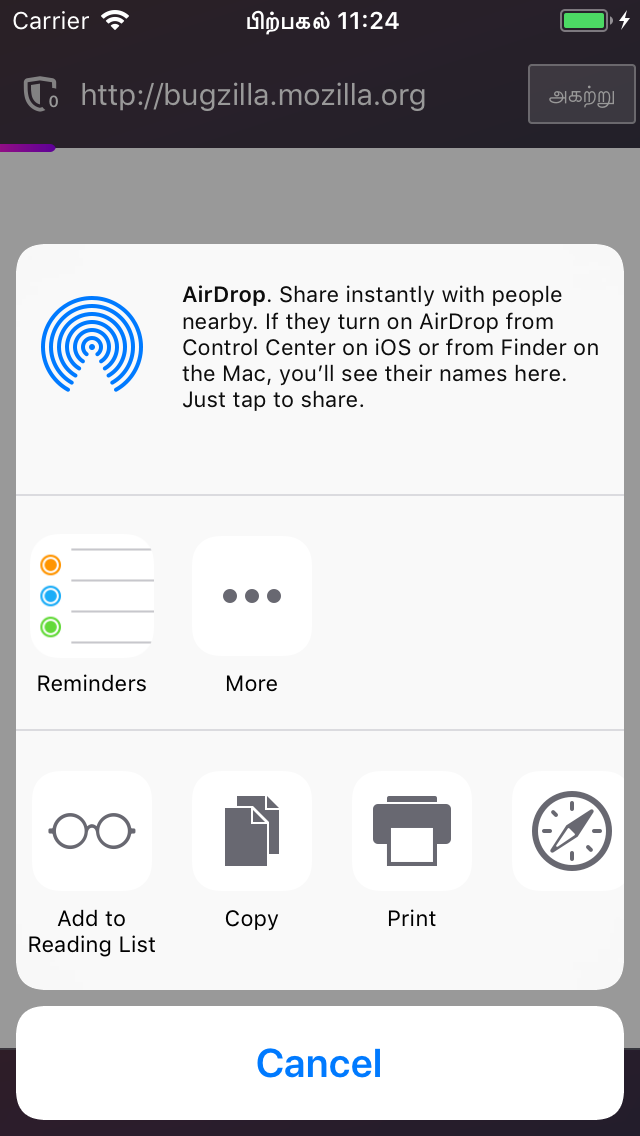 Carrier
பிற்பகல் 11:24
0
http://bugzilla.mozilla.org
அகற்று
AirDrop. Share instantly with people
nearby. If they turn on AirDrop from
Control Center on iOS or from Finder on
the Mac, you’ll see their names here.
Just tap to share.
Reminders
More
Add to
Reading List
Copy
Print
Cancel